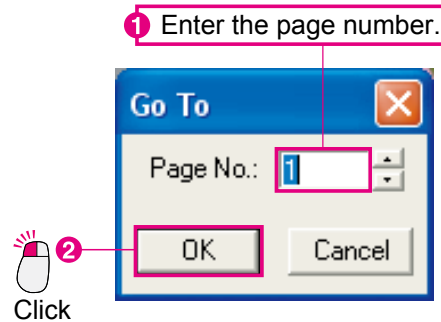 1 Enter the page number.
Go To
Page No.: 1
2
OK Cancel
Click